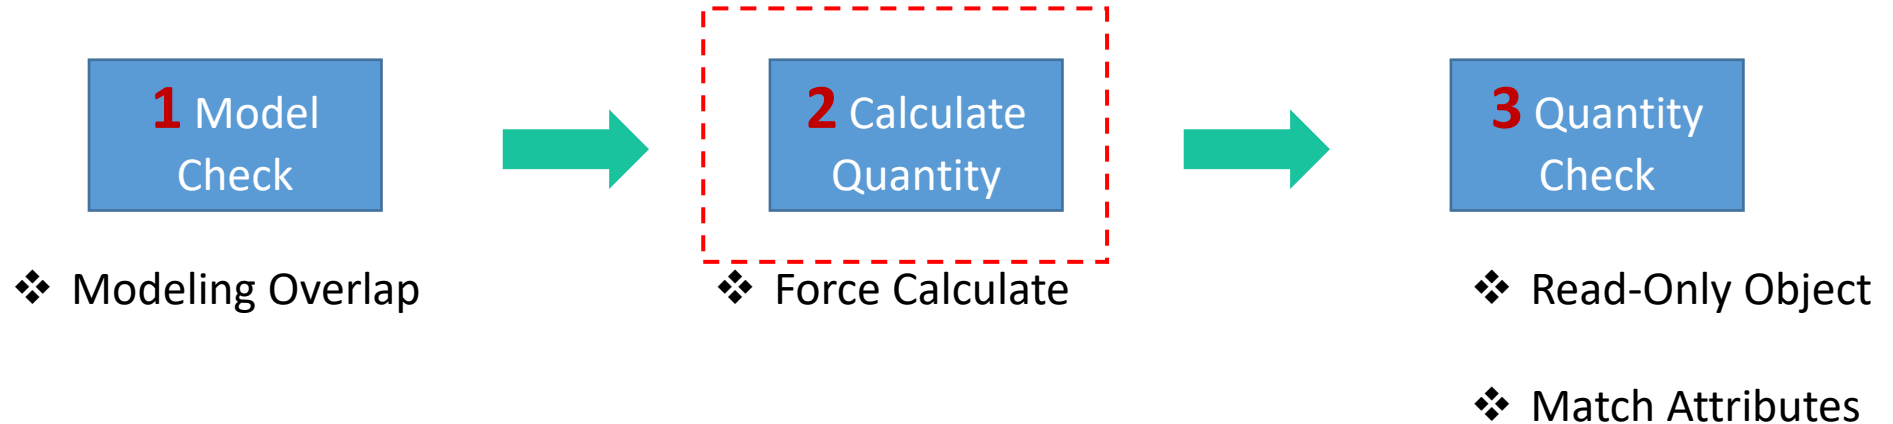 1 Model
Check
2 Calculate
Quantity
3 Quantity
Check
❖ Modeling Overlap
❖ Force Calculate
❖ Read-Only Object
❖ Match Attributes